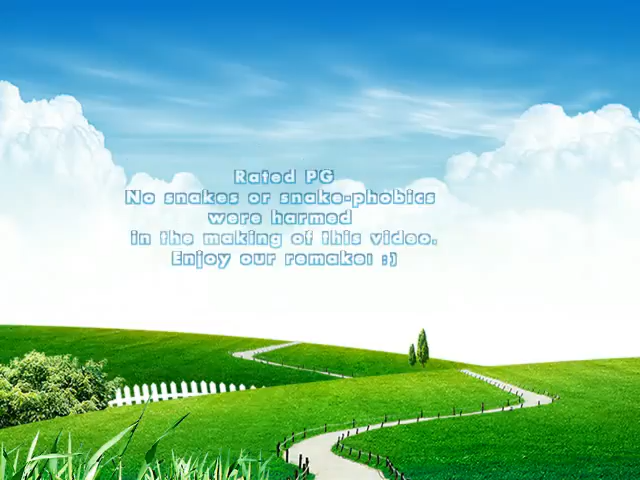 Rated PG
No snakes or snake-phobics
were harmed
in the making of this video.
Enjoy our remake! :)